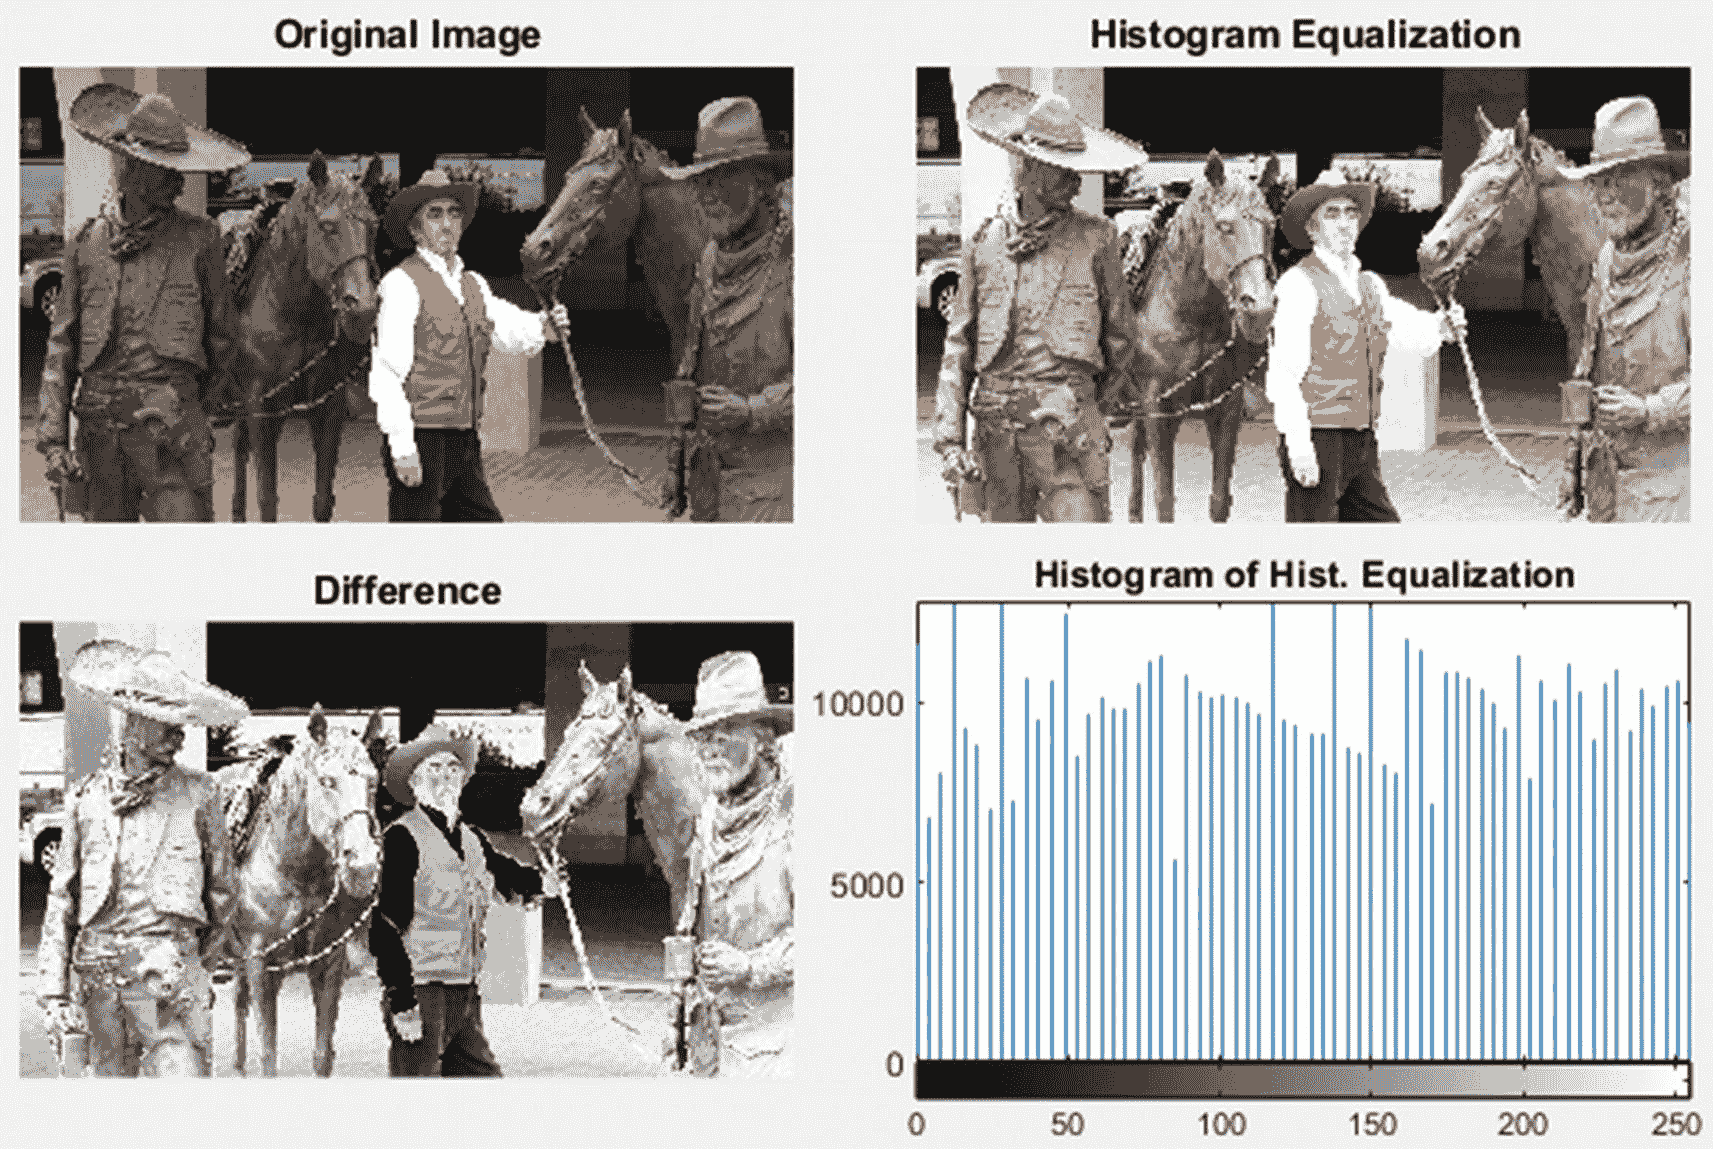 Original Image
Histogram Equalization
Difference
Histogram of Hist. Equalization
10000
5000
0
0 50 100 150 200 250